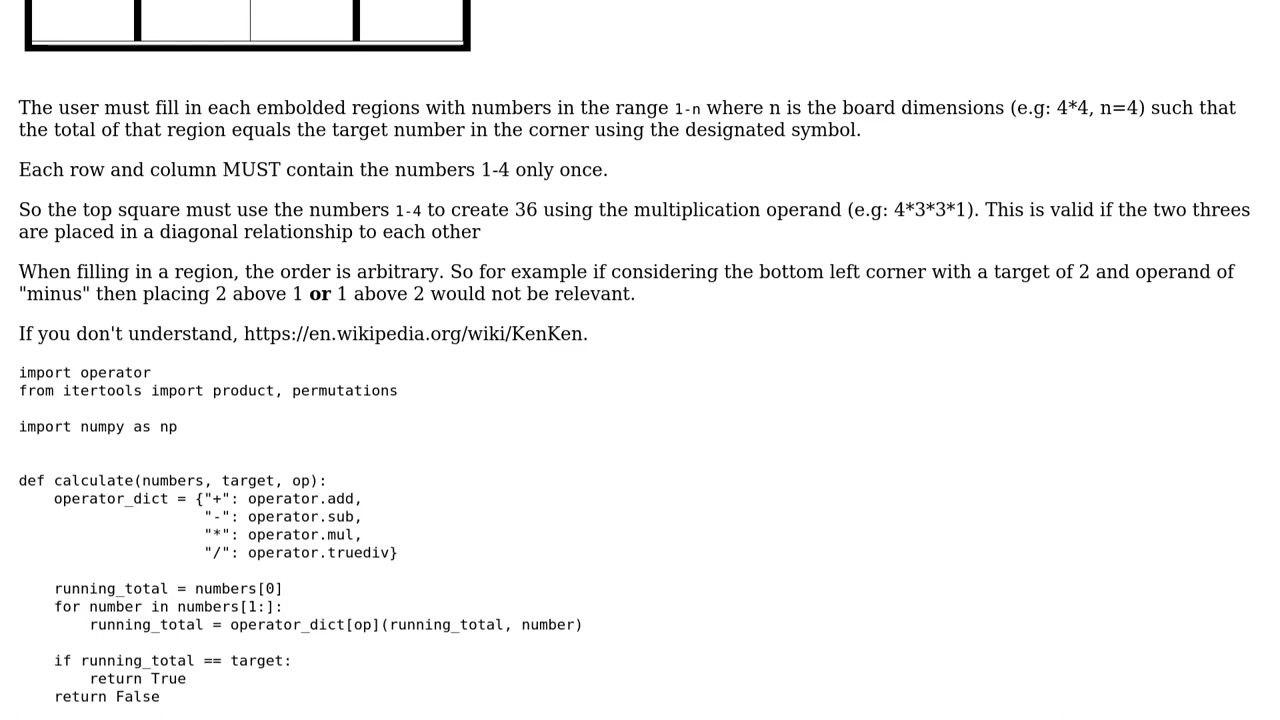 The user must fill in each embolded regions with numbers in the range 1-n where n is the board dimensions (e.g: 4*4, n=4) such that
the total of that region equals the target number in the corner using the designated symbol.
Each row and column MUST contain the numbers 1-4 only once.
So the top square must use the numbers 1-4 to create 36 using the multiplication operand (e.g: 4*3*3*1). This is valid if the two threes
are placed in a diagonal relationship to each other
When filling in a region, the order is arbitrary. So for example if considering the bottom left corner with a target of 2 and operand of
"minus" then placing 2 above 1 or 1 above 2 would not be relevant.
If you don't understand, https://en.wikipedia.org/wiki/KenKen.
import operator
from itertools import product, permutations

import numpy as np


def calculate(numbers, target, op):
    operator_dict = {"+": operator.add,
                     "-": operator.sub,
                     "*": operator.mul,
                     "/": operator.truediv}

    running_total = numbers[0]
    for number in numbers[1:]:
        running_total = operator_dict[op](running_total, number)

    if running_total == target:
        return True
    return False